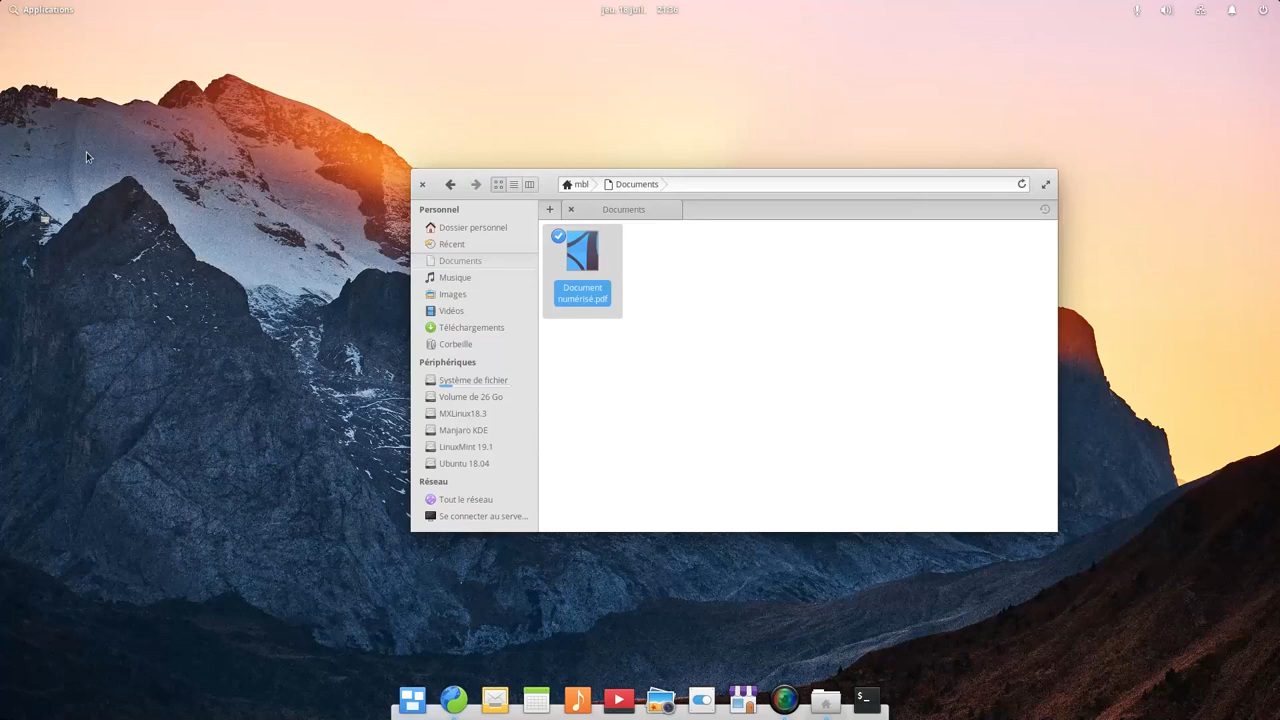 Applications
jeu. 18 juil. 21:36
mbl
Documents
Personnel
Documents
Dossier personnel
Récent
Documents
Musique
Images
Vidéos
Téléchargements
Corbeille
Périphériques
Système de fichier
Volume de 26 Go
MXLinux18.3
Manjaro KDE
LinuxMint 19.1
Ubuntu 18.04
Réseau
Tout le réseau
Se connecter au serve...
Document
numérisé.pdf
$_